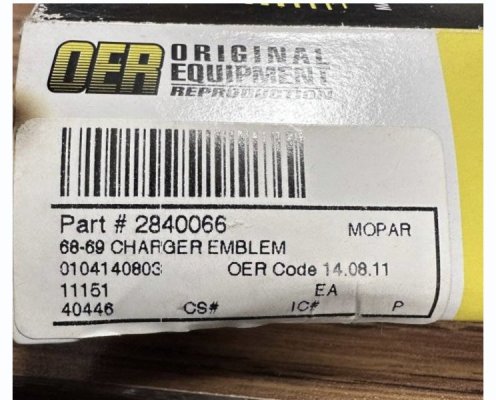 OER ORIGINAL
EQUIPMENT
REPRODUCTION
Part # 2840066
MOPAR
68-69 CHARGER EMBLEM
0104140803 OER Code 14.08.11
11151 EA
40446 CS# IC# P